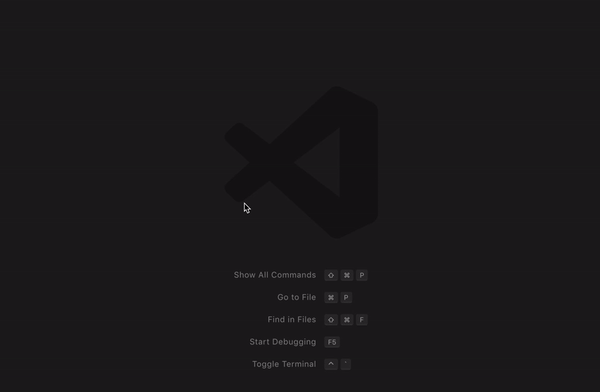 Show All Commands ⇧ ⌘ P
Go to File ⌘ P
Find in Files ⇧ ⌘ F
Start Debugging F5
Toggle Terminal ^ `